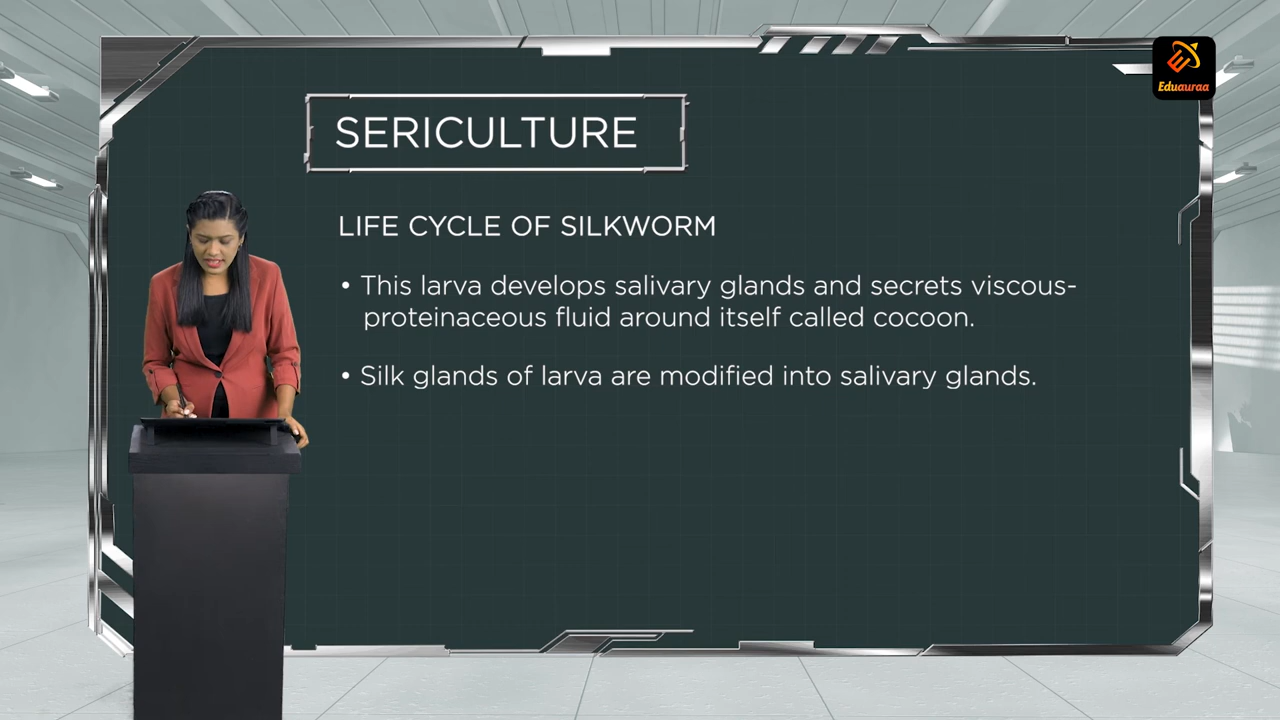 Eduauraa
SERICULTURE
LIFE CYCLE OF SILKWORM
• This larva develops salivary glands and secrets viscous-
proteinaceous fluid around itself called cocoon.
• Silk glands of larva are modified into salivary glands.